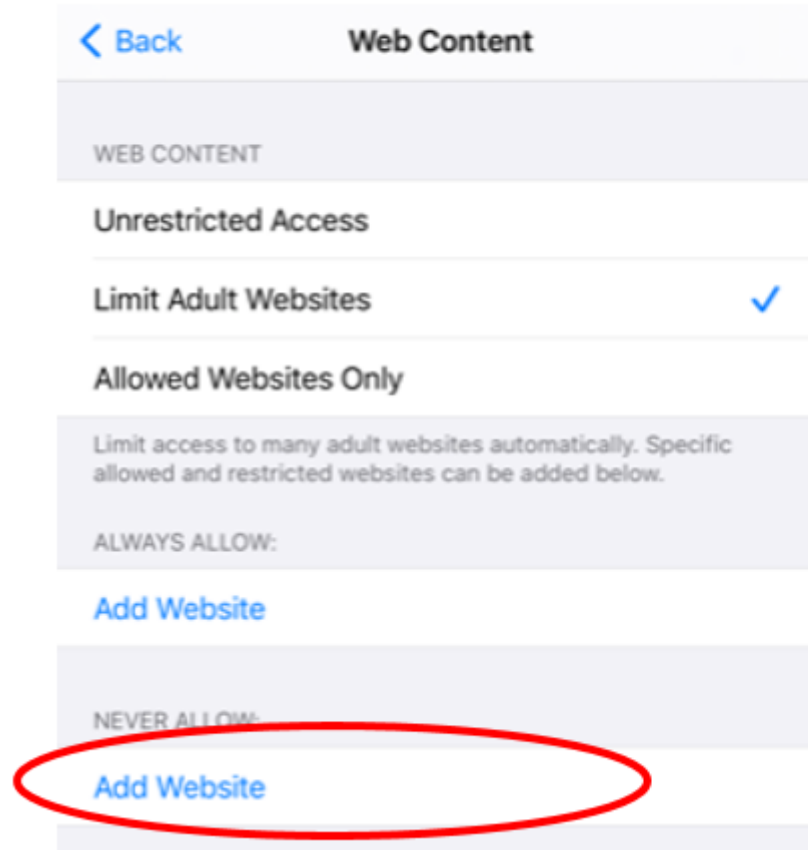 Back
Web Content
WEB CONTENT
Unrestricted Access
Limit Adult Websites
Allowed Websites Only
Limit access to many adult websites automatically. Specific
allowed and restricted websites can be added below.
ALWAYS ALLOW:
Add Website
NEVER ALLOW:
Add Website